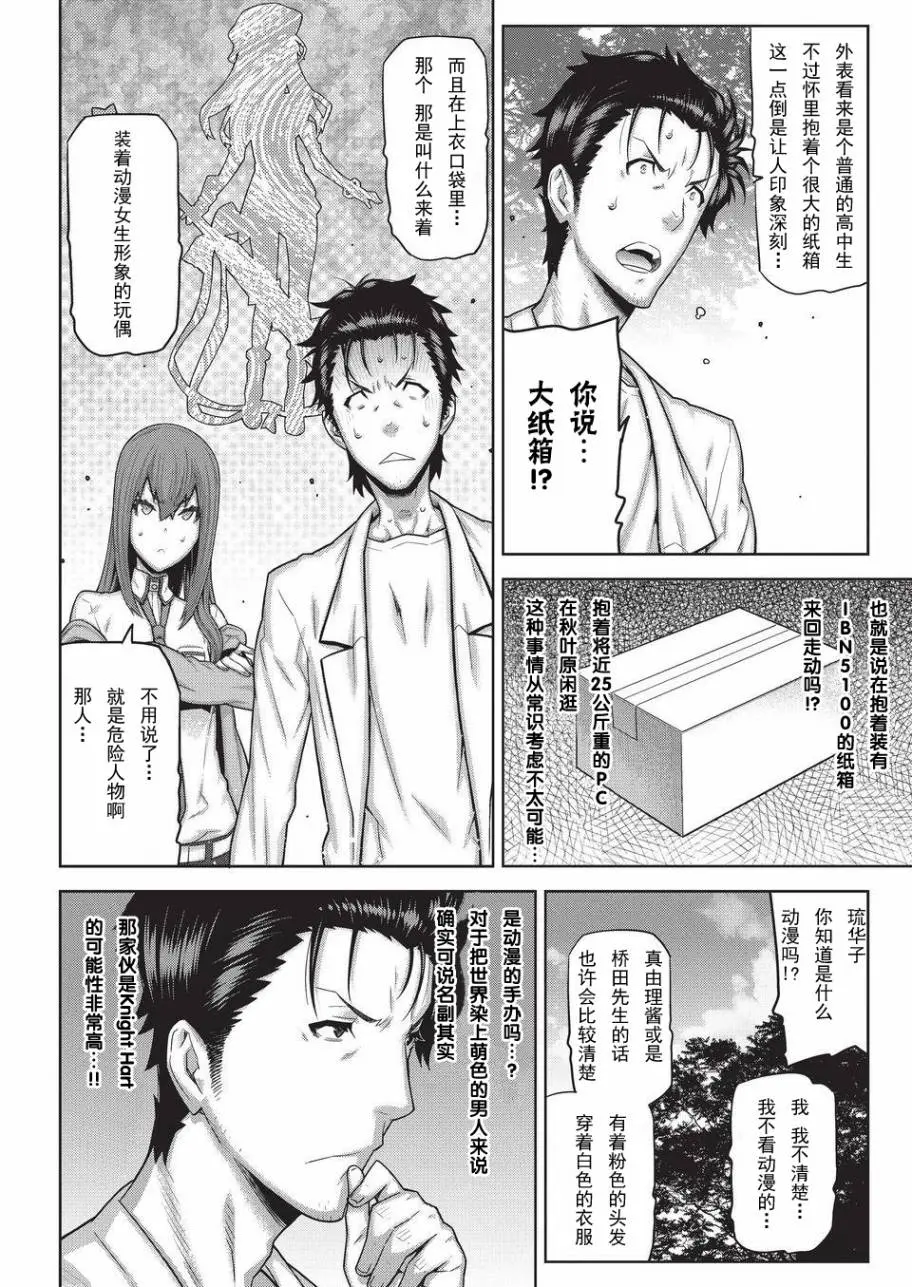 外表看来是个普通的高中生
不过怀里抱着个很大的纸箱
这一点倒是让人印象深刻…
你说…
大纸箱!?
而且在上衣口袋里…
那个 那是叫什么来着
装着动漫女生形象的玩偶
不用说了…
就是危险人物啊
那人…
也就是说在抱着装有
IBN5100的纸箱
来回走动吗!?
抱着将近25公斤重的PC
在秋叶原闲逛
这种事情从常识考虑不太可能…
琉华子
你知道是什么
动漫吗!?
我 我不清楚…
我不看动漫的…
真由理酱或是
桥田先生的话
也许会比较清楚
有着粉色的头发
穿着白色的衣服
是动漫的手办吗…?
对于把世界染上萌色的男人来说
确实可说名副其实
那家伙是Knight Hart
的可能性非常高…!!